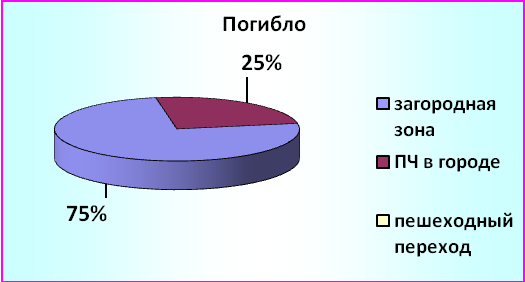 Погибло
25%
75%
загородная
зона
ПЧ в городе
пешеходный
переход